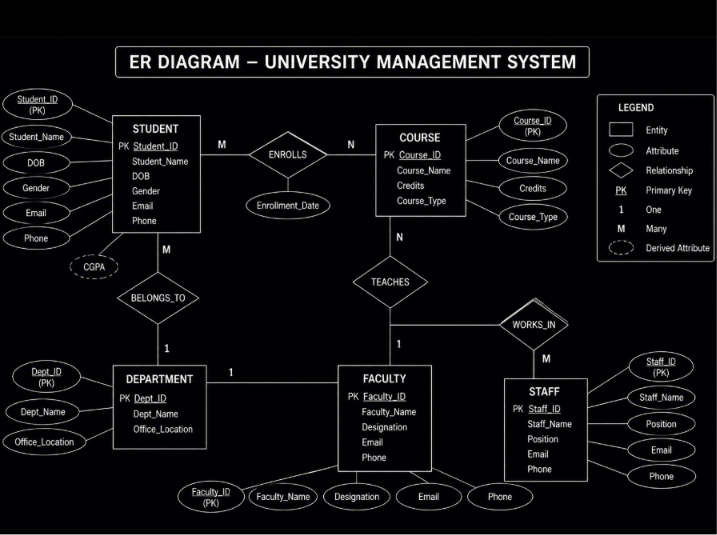 ER DIAGRAM – UNIVERSITY MANAGEMENT SYSTEM
Student_ID
(PK)
Student_Name
DOB
Gender
Email
Phone
CGPA
STUDENT
PK Student_ID
Student_Name
DOB
Gender
Email
Phone
M
ENROLLS
N
Enrollment_Date
COURSE
PK Course_ID
Course_Name
Credits
Course_Type
Course_ID
(PK)
Course_Name
Credits
Course_Type
LEGEND
Entity
Attribute
Relationship
PK Primary Key
1 One
M Many
Derived Attribute
M
BELONGS_TO
1
N
TEACHES
1
WORKS_IN
M
Dept_ID
(PK)
Dept_Name
Office_Location
DEPARTMENT
PK Dept_ID
Dept_Name
Office_Location
1
FACULTY
PK Faculty_ID
Faculty_Name
Designation
Email
Phone
STAFF
PK Staff_ID
Staff_Name
Position
Email
Phone
Staff_ID
(PK)
Staff_Name
Position
Email
Phone
Faculty_ID
(PK)
Faculty_Name
Designation
Email
Phone